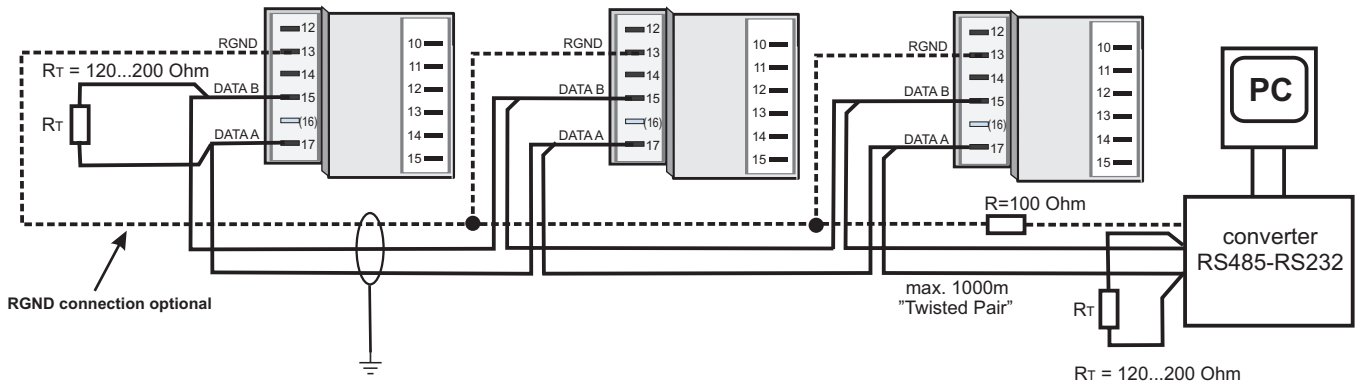 12
13
14
15
(16)
17
10
11
12
13
14
15
RGND
RT = 120...200 Ohm
DATA B
RT
DATA A
12
13
14
15
(16)
17
10
11
12
13
14
15
RGND
DATA B
DATA A
12
13
14
15
(16)
17
10
11
12
13
14
15
RGND
DATA B
DATA A
PC
R=100 Ohm
converter
RS485-RS232
RGND connection optional
max. 1000m
"Twisted Pair"
RT
RT = 120...200 Ohm